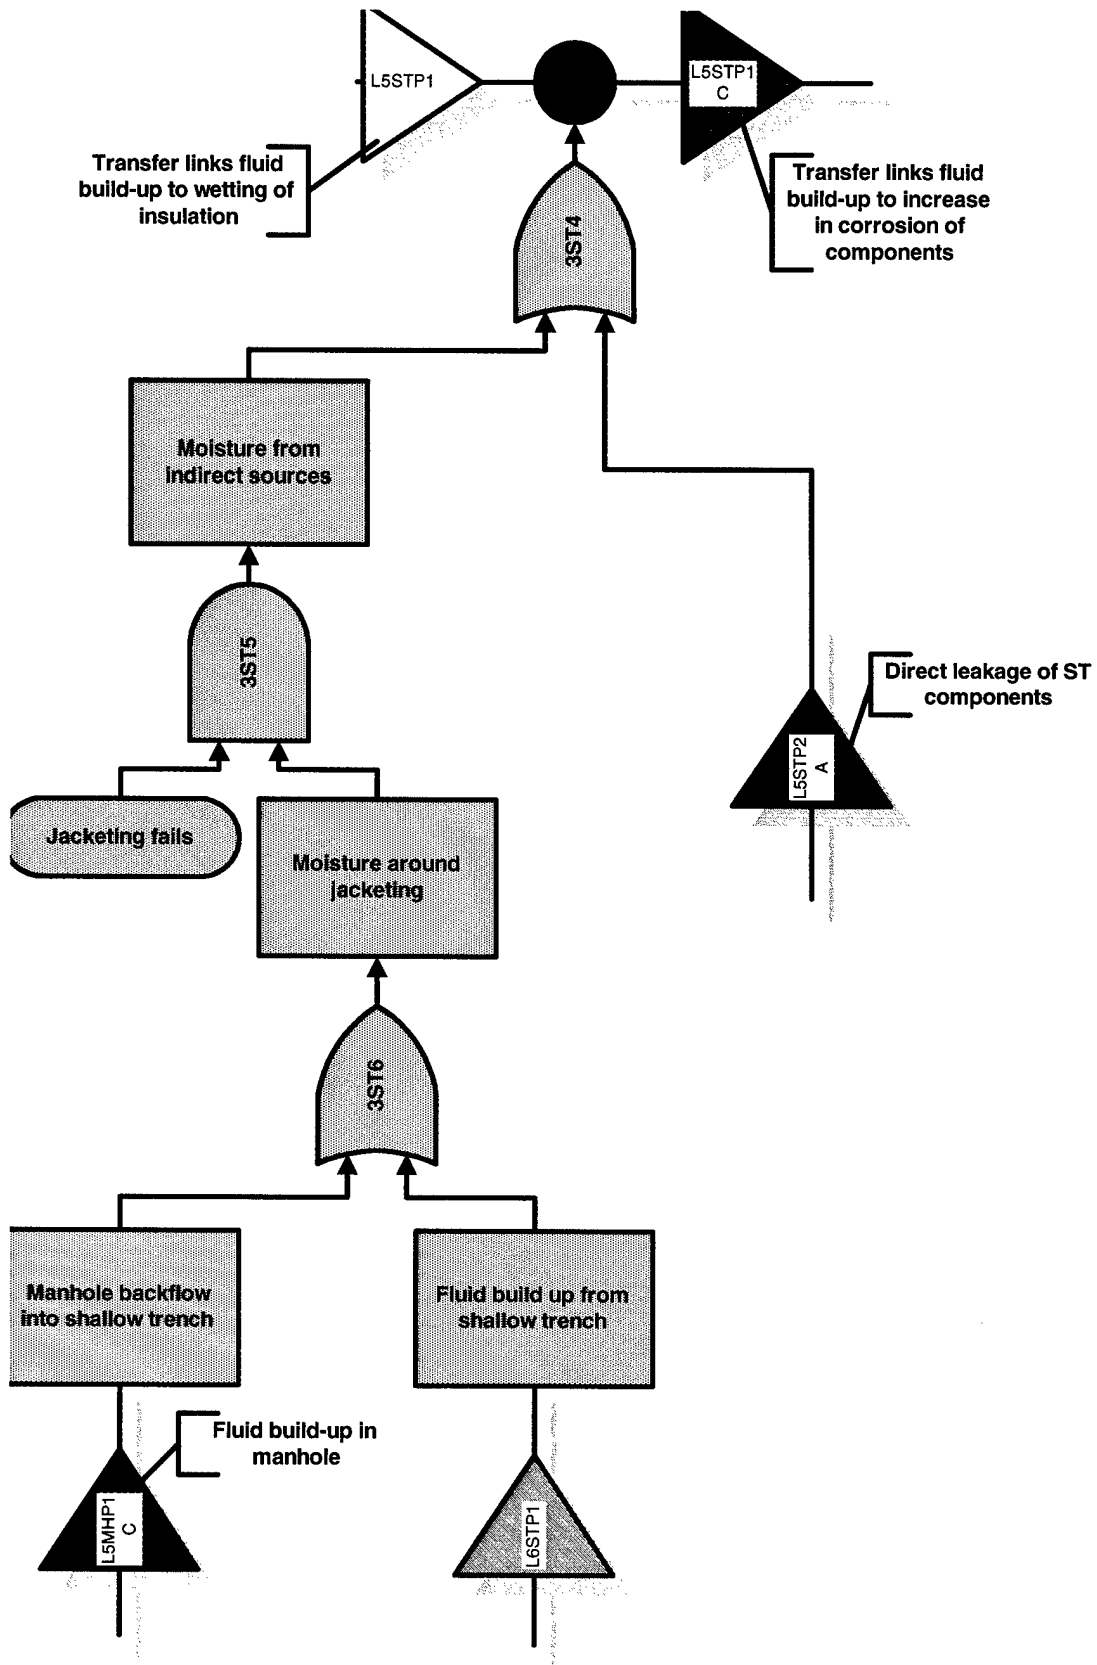 L5STP1
L5STP1
C
Transfer links fluid
build-up to wetting of
insulation
Transfer links fluid
build-up to increase
in corrosion of
components
3ST4
Moisture from
indirect sources
3ST5
Direct leakage of ST
components
L5STP2
A
Jacketing fails
Moisture around
jacketing
3ST6
Manhole backflow
into shallow trench
Fluid build up from
shallow trench
Fluid build-up in
manhole
L5MHP1
C
L6STP1